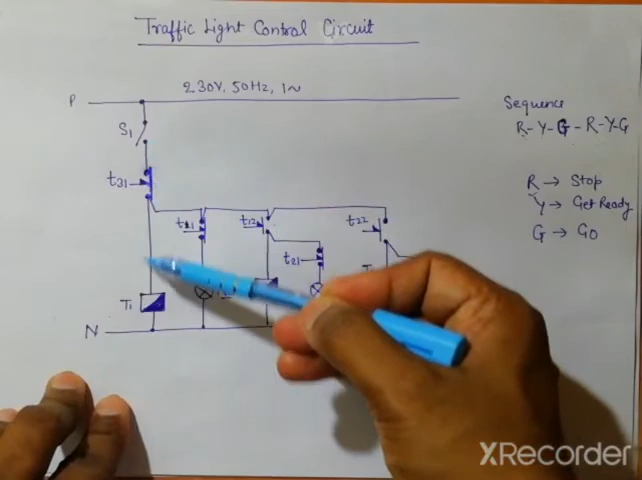 Traffic Light Control Circuit
230V, 50Hz, 1~
P
Sequence
R-Y-G-R-Y-G
S1
t31
R → Stop
Y → Get Ready
G → Go
t12
t22
t21
T1
N
XRecorder